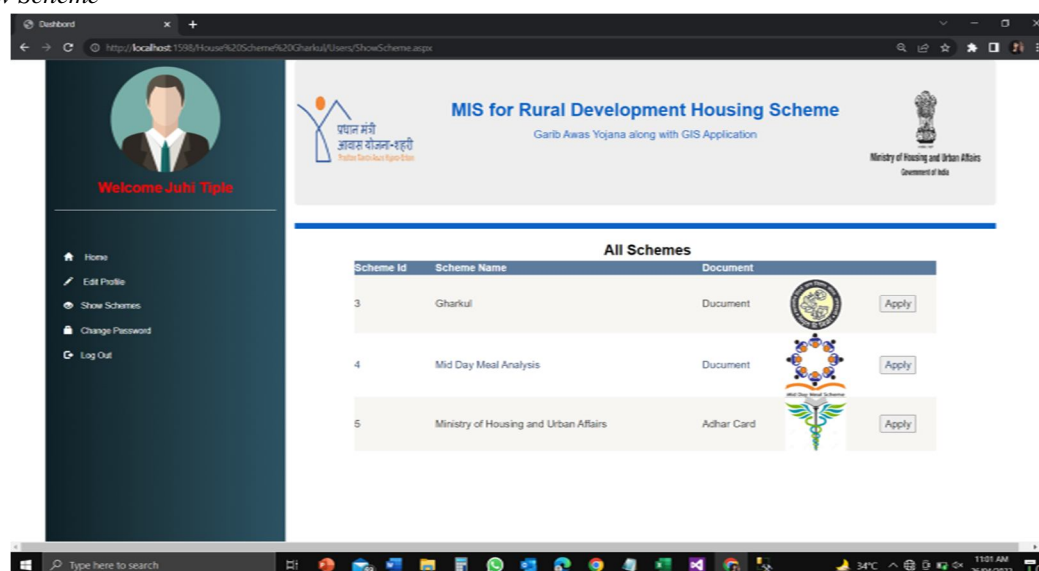 w Scheme
Dashbord
http://localhost:1598/House%20Scheme%20Gharkul/Users/ShowScheme.aspx
Welcome Juhi Tiple
Home
Edit Profile
Show Schemes
Change Password
Log Out
प्रधान मंत्री
आवास योजना-शहरी
MIS for Rural Development Housing Scheme
Garib Awas Yojana along with GIS Application
Ministry of Housing and Urban Affairs
Government of India
All Schemes
Scheme Id Scheme Name Document
3 Gharkul Ducument Apply
4 Mid Day Meal Analysis Ducument Apply
Mid Day Meal Scheme
5 Ministry of Housing and Urban Affairs Adhar Card Apply
Type here to search
34°C
11:01 AM